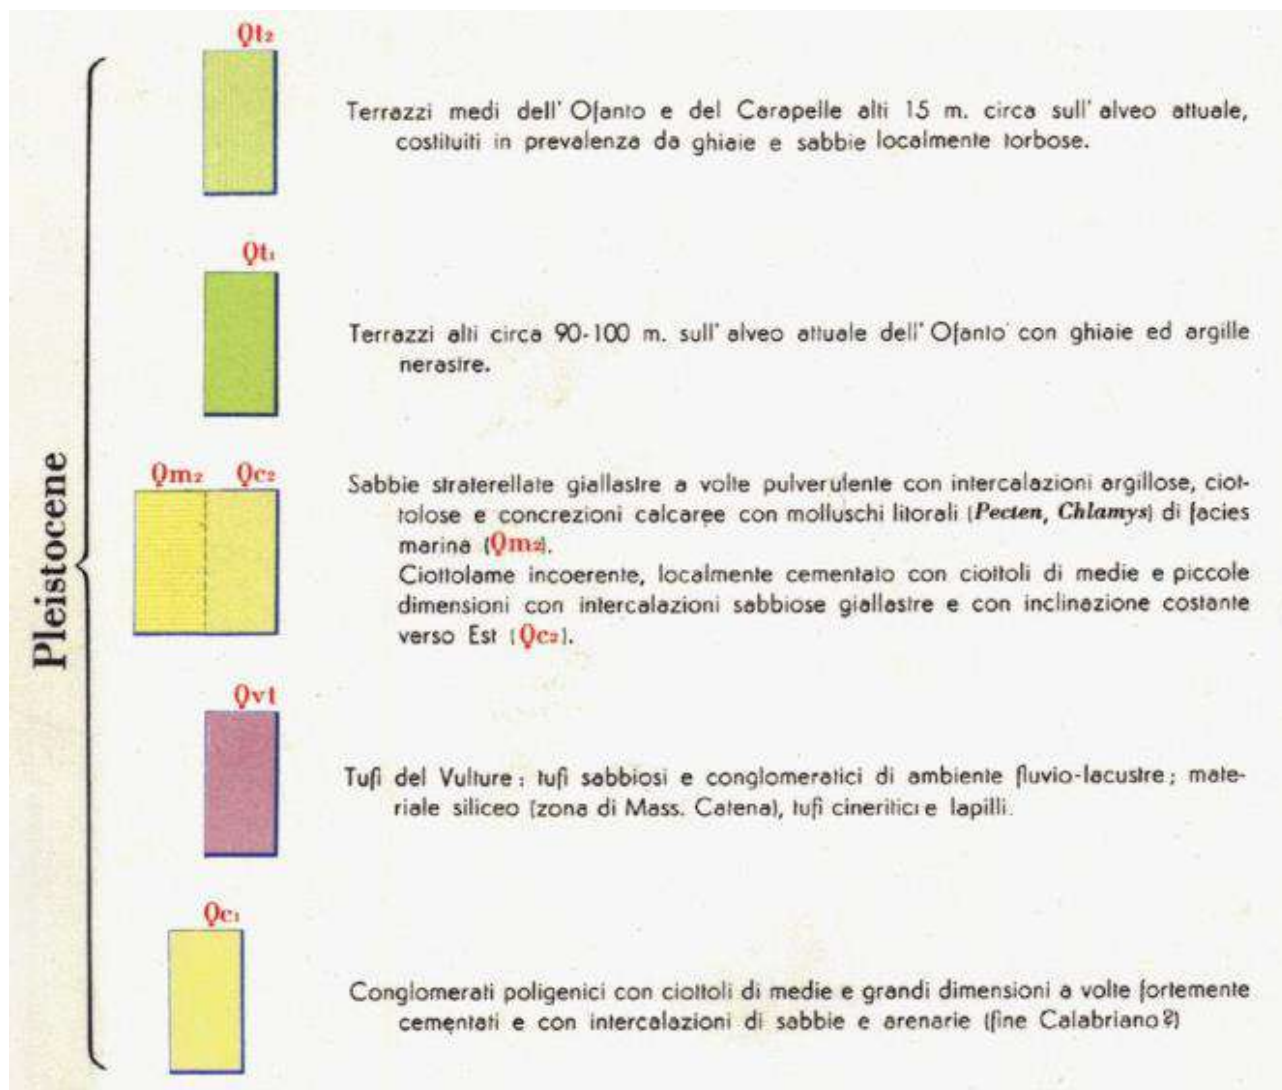 Qt₂
Terrazzi medi dell' Ofanto e del Carapelle alti 15 m. circa sull' alveo attuale,
costituiti in prevalenza da ghiaie e sabbie localmente torbose.
Qt₁
Terrazzi alti circa 90-100 m. sull' alveo attuale dell' Ofanto con ghiaie ed argille
nerastre.
Pleistocene
Qm₂ Qc₂
Sabbie straterellate giallastre a volte pulverulente con intercalazioni argillose, ciot-
tolose e concrezioni calcaree con molluschi litorali (Pecten, Chlamys) di facies
marina (Qm₂).
Ciottolame incoerente, localmente cementato con ciottoli di medie e piccole
dimensioni con intercalazioni sabbiose giallastre e con inclinazione costante
verso Est (Qc₂).
Qvt
Tufi del Vulture : tufi sabbiosi e conglomeratici di ambiente fluvio-lacustre ; mate-
riale siliceo (zona di Mass. Catena), tufi cineritici e lapilli.
Qc₁
Conglomerati poligenici con ciottoli di medie e grandi dimensioni a volte fortemente
cementati e con intercalazioni di sabbie e arenarie (fine Calabriano?)